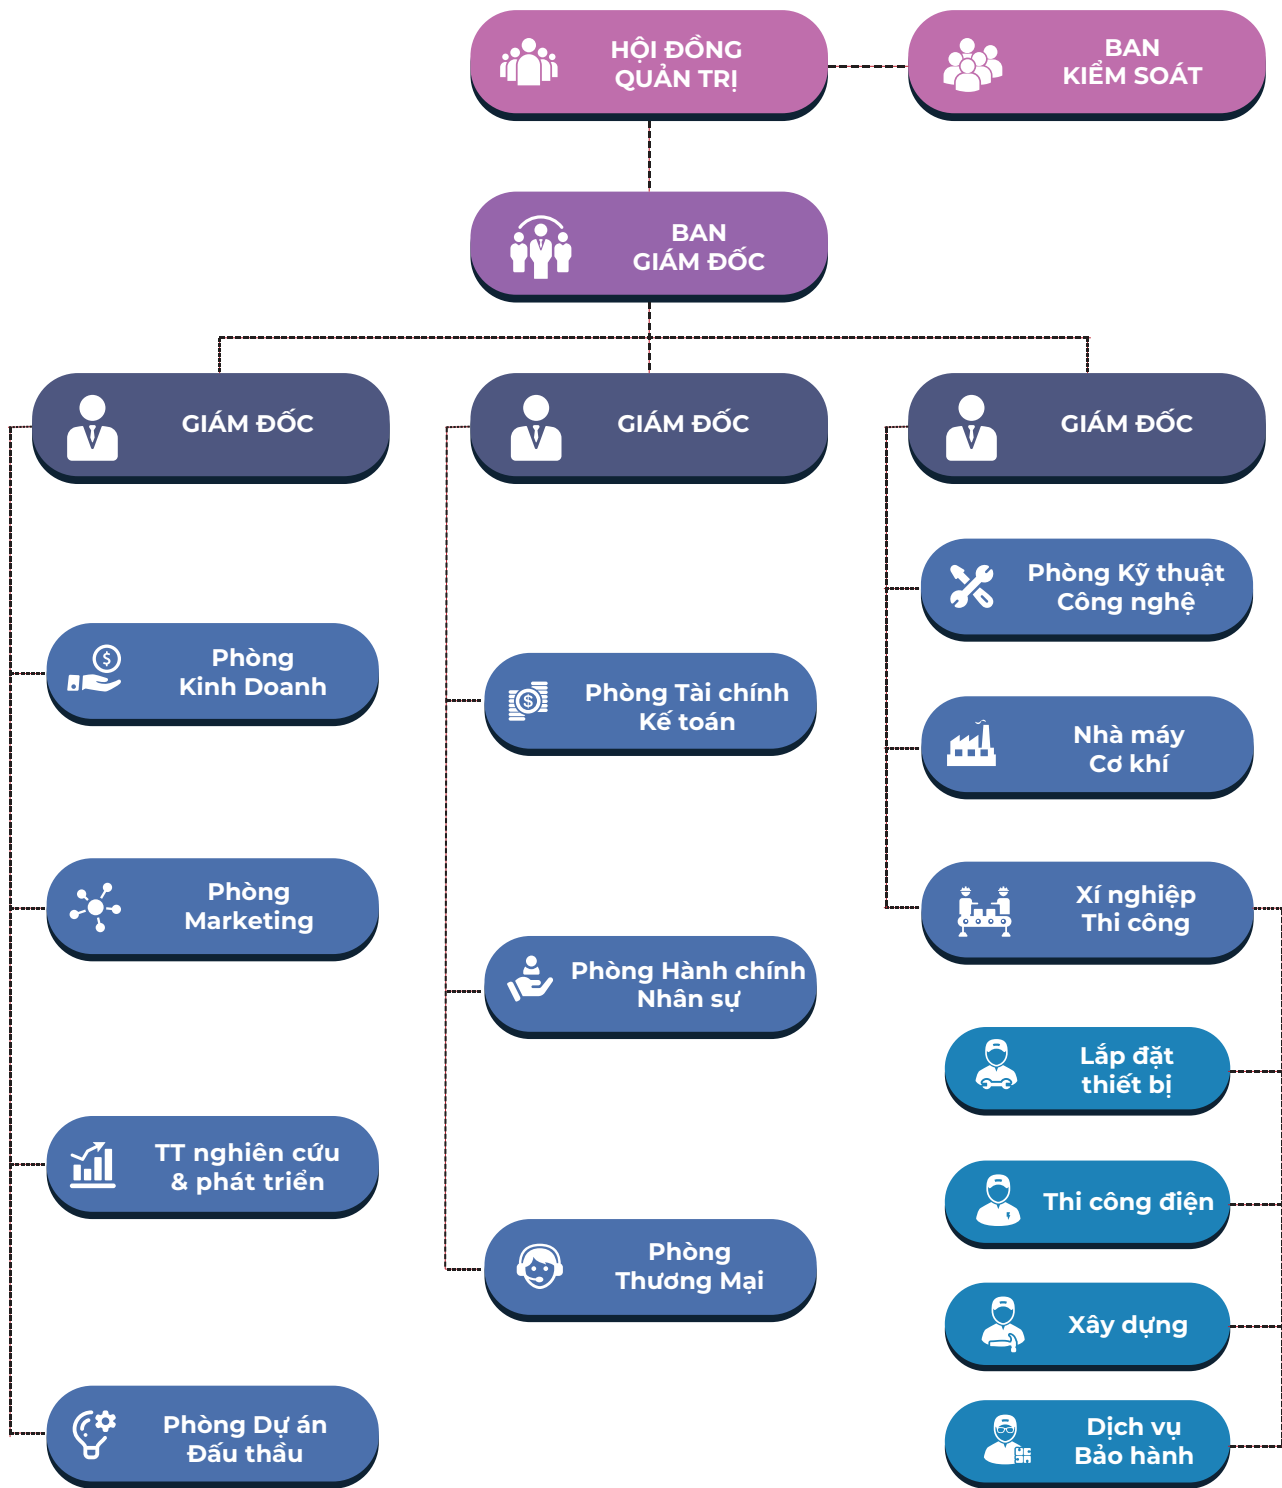 HỘI ĐỒNG
QUẢN TRỊ
BAN
KIỂM SOÁT
BAN
GIÁM ĐỐC
GIÁM ĐỐC
GIÁM ĐỐC
GIÁM ĐỐC
Phòng
Kinh Doanh
Phòng
Marketing
TT nghiên cứu
& phát triển
Phòng Dự án
Đấu thầu
Phòng Tài chính
Kế toán
Phòng Hành chính
Nhân sự
Phòng
Thương Mại
Phòng Kỹ thuật
Công nghệ
Nhà máy
Cơ khí
Xí nghiệp
Thi công
Lắp đặt
thiết bị
Thi công điện
Xây dựng
Dịch vụ
Bảo hành